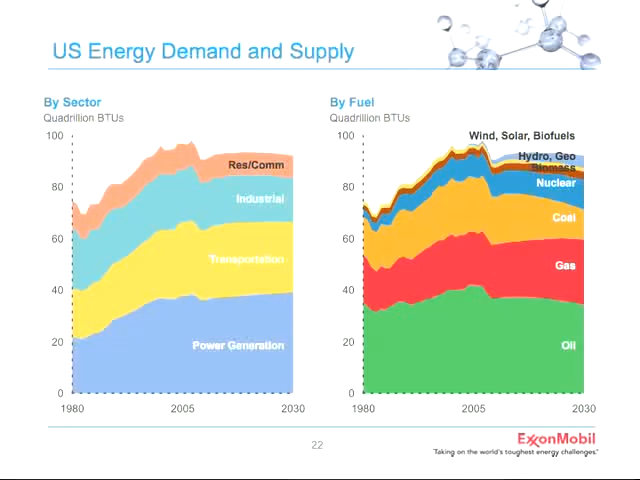 US Energy Demand and Supply
By Sector
Quadrillion BTUs
100
80
60
40
20
0
1980
2005
2030
Res/Comm
Industrial
Transportation
Power Generation
By Fuel
Quadrillion BTUs
100
80
60
40
20
0
1980
2005
2030
Wind, Solar, Biofuels
Hydro, Geo
Biomass
Nuclear
Coal
Gas
Oil
22
ExxonMobil
Taking on the world's toughest energy challenges.™